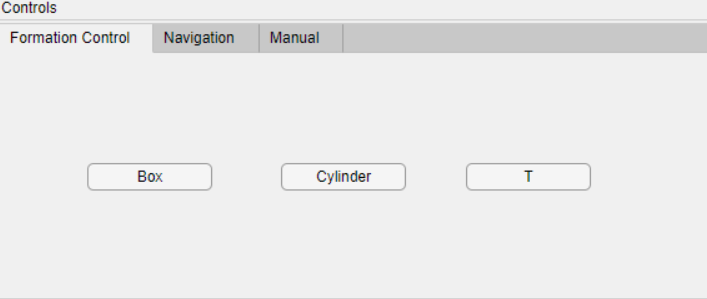 Controls
Formation Control Navigation Manual
Box Cylinder T